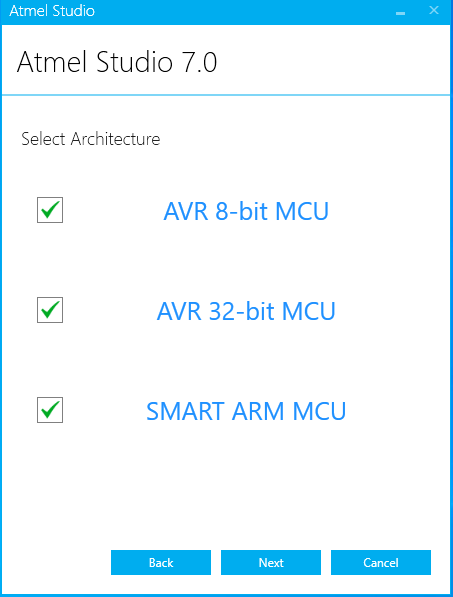 Atmel Studio
Atmel Studio 7.0
Select Architecture
AVR 8-bit MCU
AVR 32-bit MCU
SMART ARM MCU
Back Next Cancel